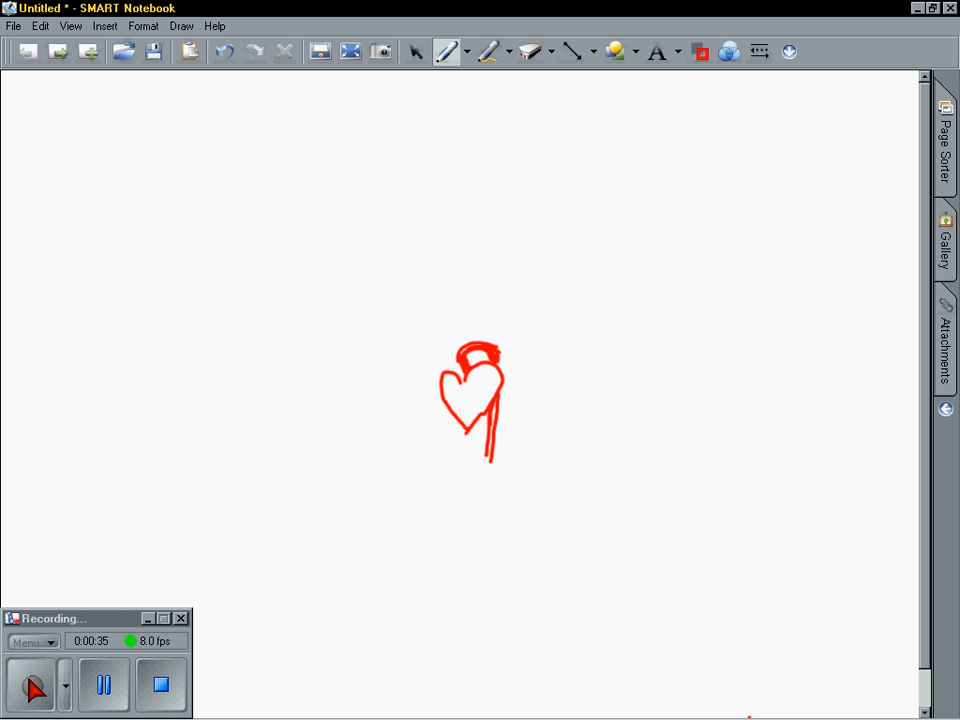 Untitled * - SMART Notebook
File Edit View Insert Format Draw Help
A
Page Sorter
Gallery
Attachments
Recording...
Menu 0:00:35 8.0 fps